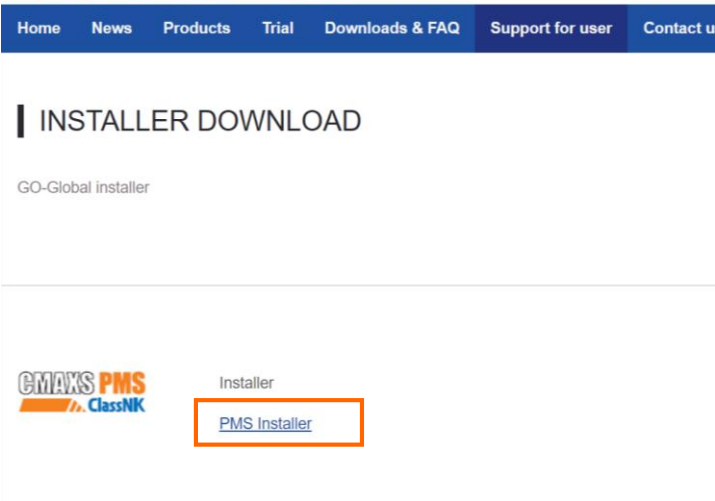 Home News Products Trial Downloads & FAQ Support for user Contact u
INSTALLER DOWNLOAD
GO-Global installer
CMAXS PMS
ClassNK
Installer
PMS Installer